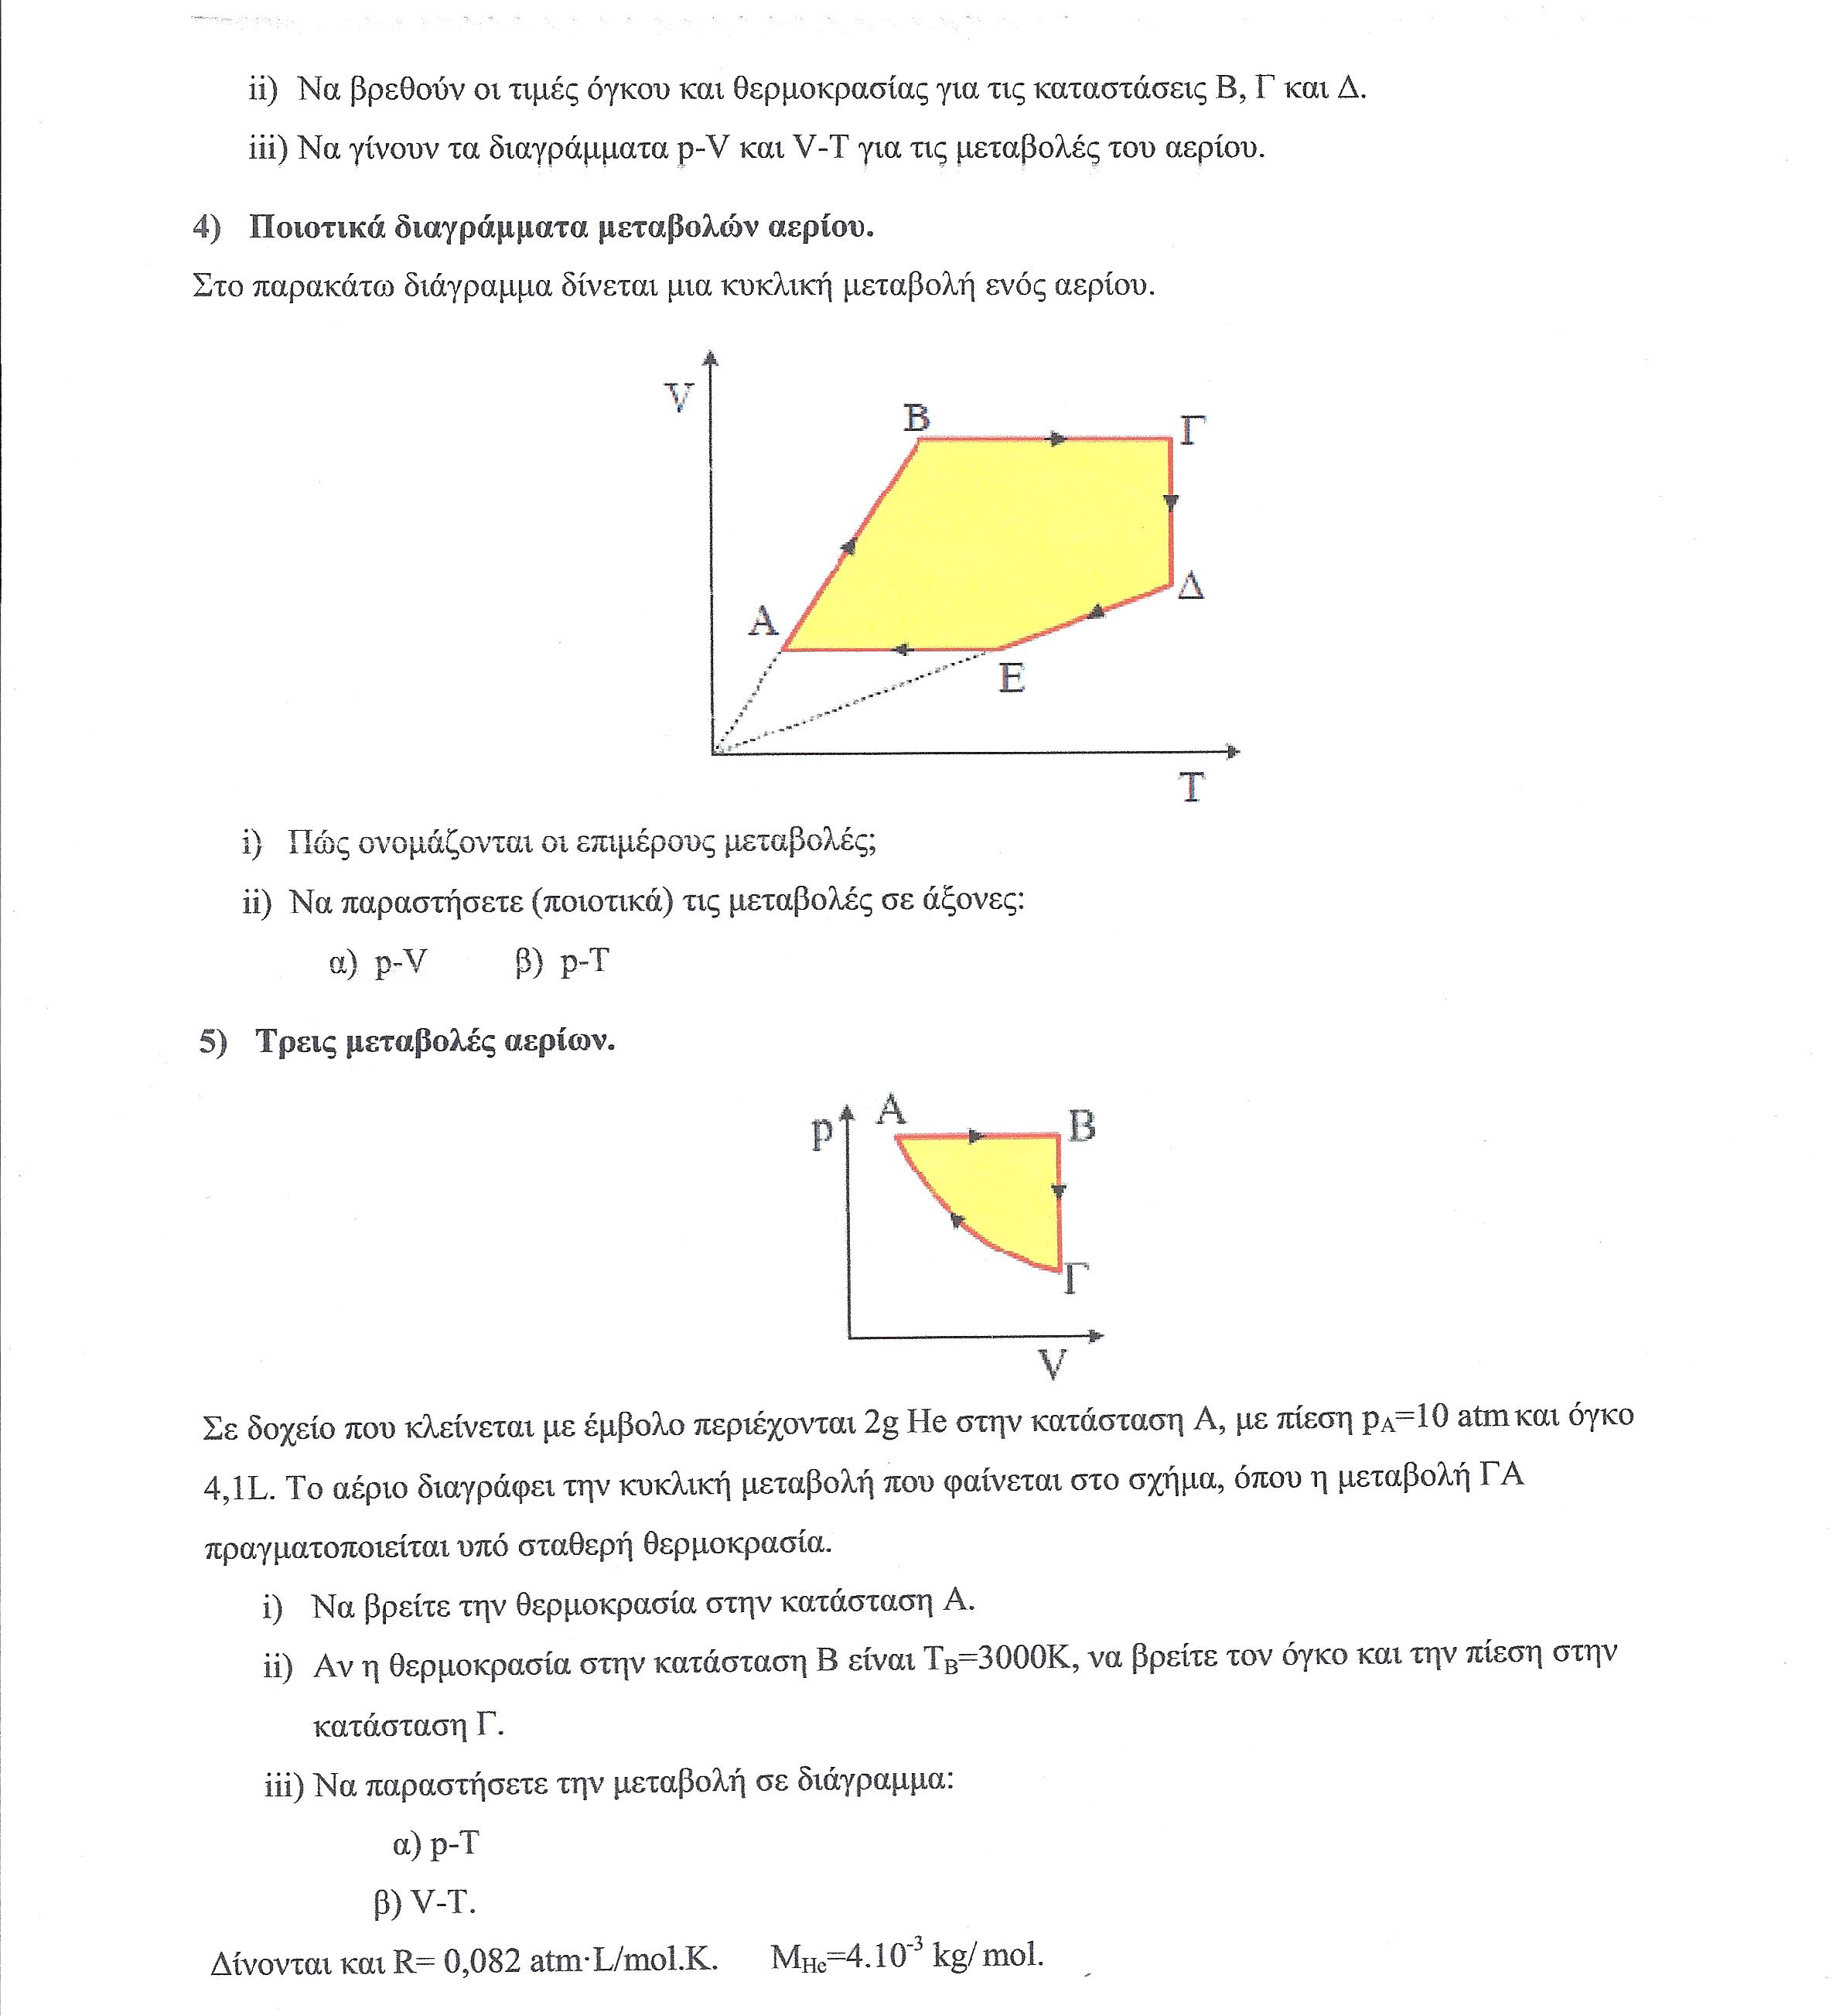 ii) Να βρεθούν οι τιμές όγκου και θερμοκρασίας για τις καταστάσεις Β, Γ και Δ.
iii) Να γίνουν τα διαγράμματα p-V και V-T για τις μεταβολές του αερίου.
4) Ποιοτικά διαγράμματα μεταβολών αερίου.
Στο παρακάτω διάγραμμα δίνεται μια κυκλική μεταβολή ενός αερίου.
V
B
Γ
Δ
A
E
T
i) Πώς ονομάζονται οι επιμέρους μεταβολές;
ii) Να παραστήσετε (ποιοτικά) τις μεταβολές σε άξονες:
α) p-V β) p-T
5) Τρεις μεταβολές αερίων.
p
A
B
Γ
V
Σε δοχείο που κλείνεται με έμβολο περιέχονται 2g He στην κατάσταση Α, με πίεση pA=10 atm και όγκο
4,1L. Το αέριο διαγράφει την κυκλική μεταβολή που φαίνεται στο σχήμα, όπου η μεταβολή ΓΑ
πραγματοποιείται υπό σταθερή θερμοκρασία.
i) Να βρείτε την θερμοκρασία στην κατάσταση Α.
ii) Αν η θερμοκρασία στην κατάσταση Β είναι TB=3000K, να βρείτε τον όγκο και την πίεση στην
κατάσταση Γ.
iii) Να παραστήσετε την μεταβολή σε διάγραμμα:
α) p-T
β) V-T.
Δίνονται και R= 0,082 atm·L/mol.K. MHe=4.10⁻³ kg/ mol.